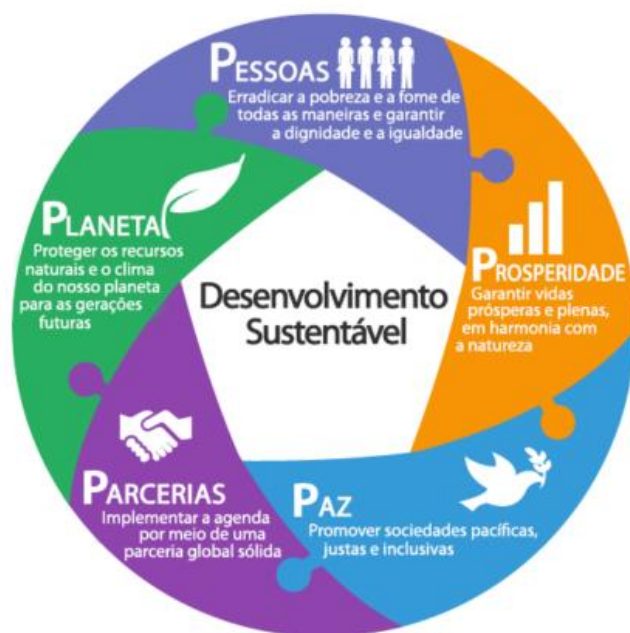 PESSOAS
Erradicar a pobreza e a fome de
todas as maneiras e garantir
a dignidade e a igualdade
PROSPERIDADE
Garantir vidas
prósperas e plenas,
em harmonia com
a natureza
PAZ
Promover sociedades pacíficas,
justas e inclusivas
PARCERIAS
Implementar a agenda
por meio de uma
parceria global sólida
PLANETA
Proteger os recursos
naturais e o clima
do nosso planeta
para as gerações
futuras
Desenvolvimento
Sustentável